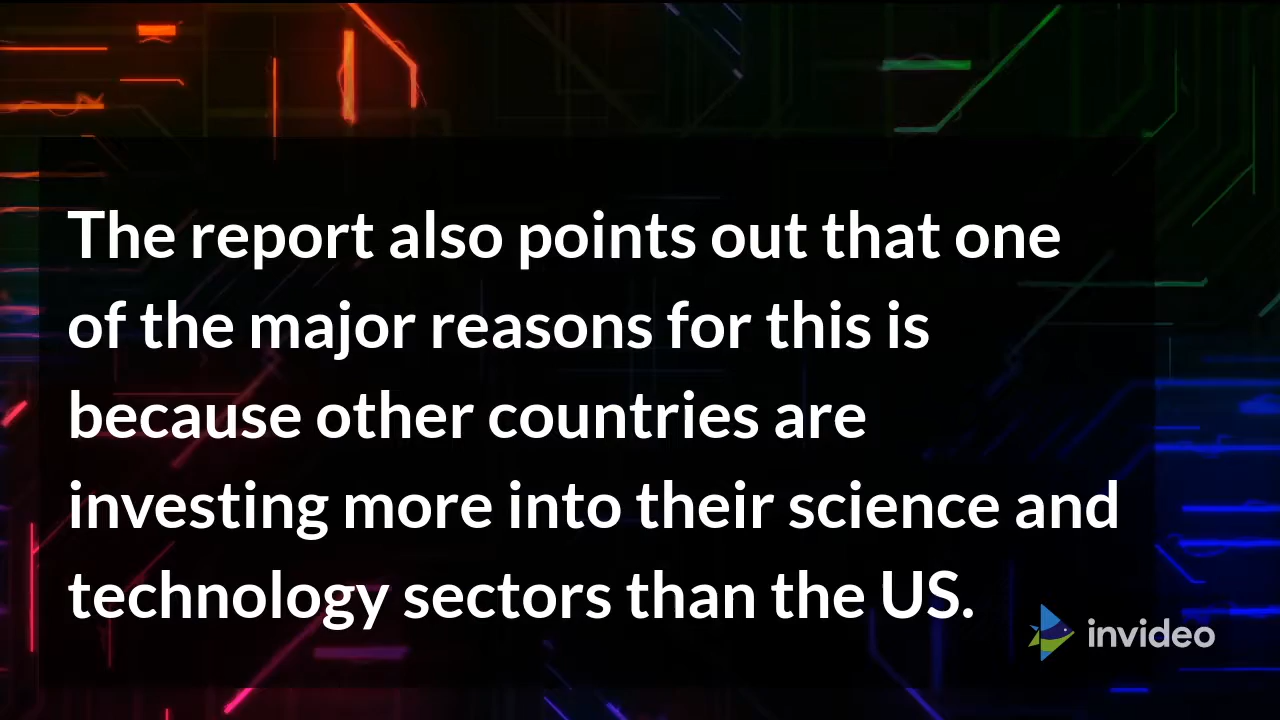 The report also points out that one
of the major reasons for this is
because other countries are
investing more into their science and
technology sectors than the US.
invideo